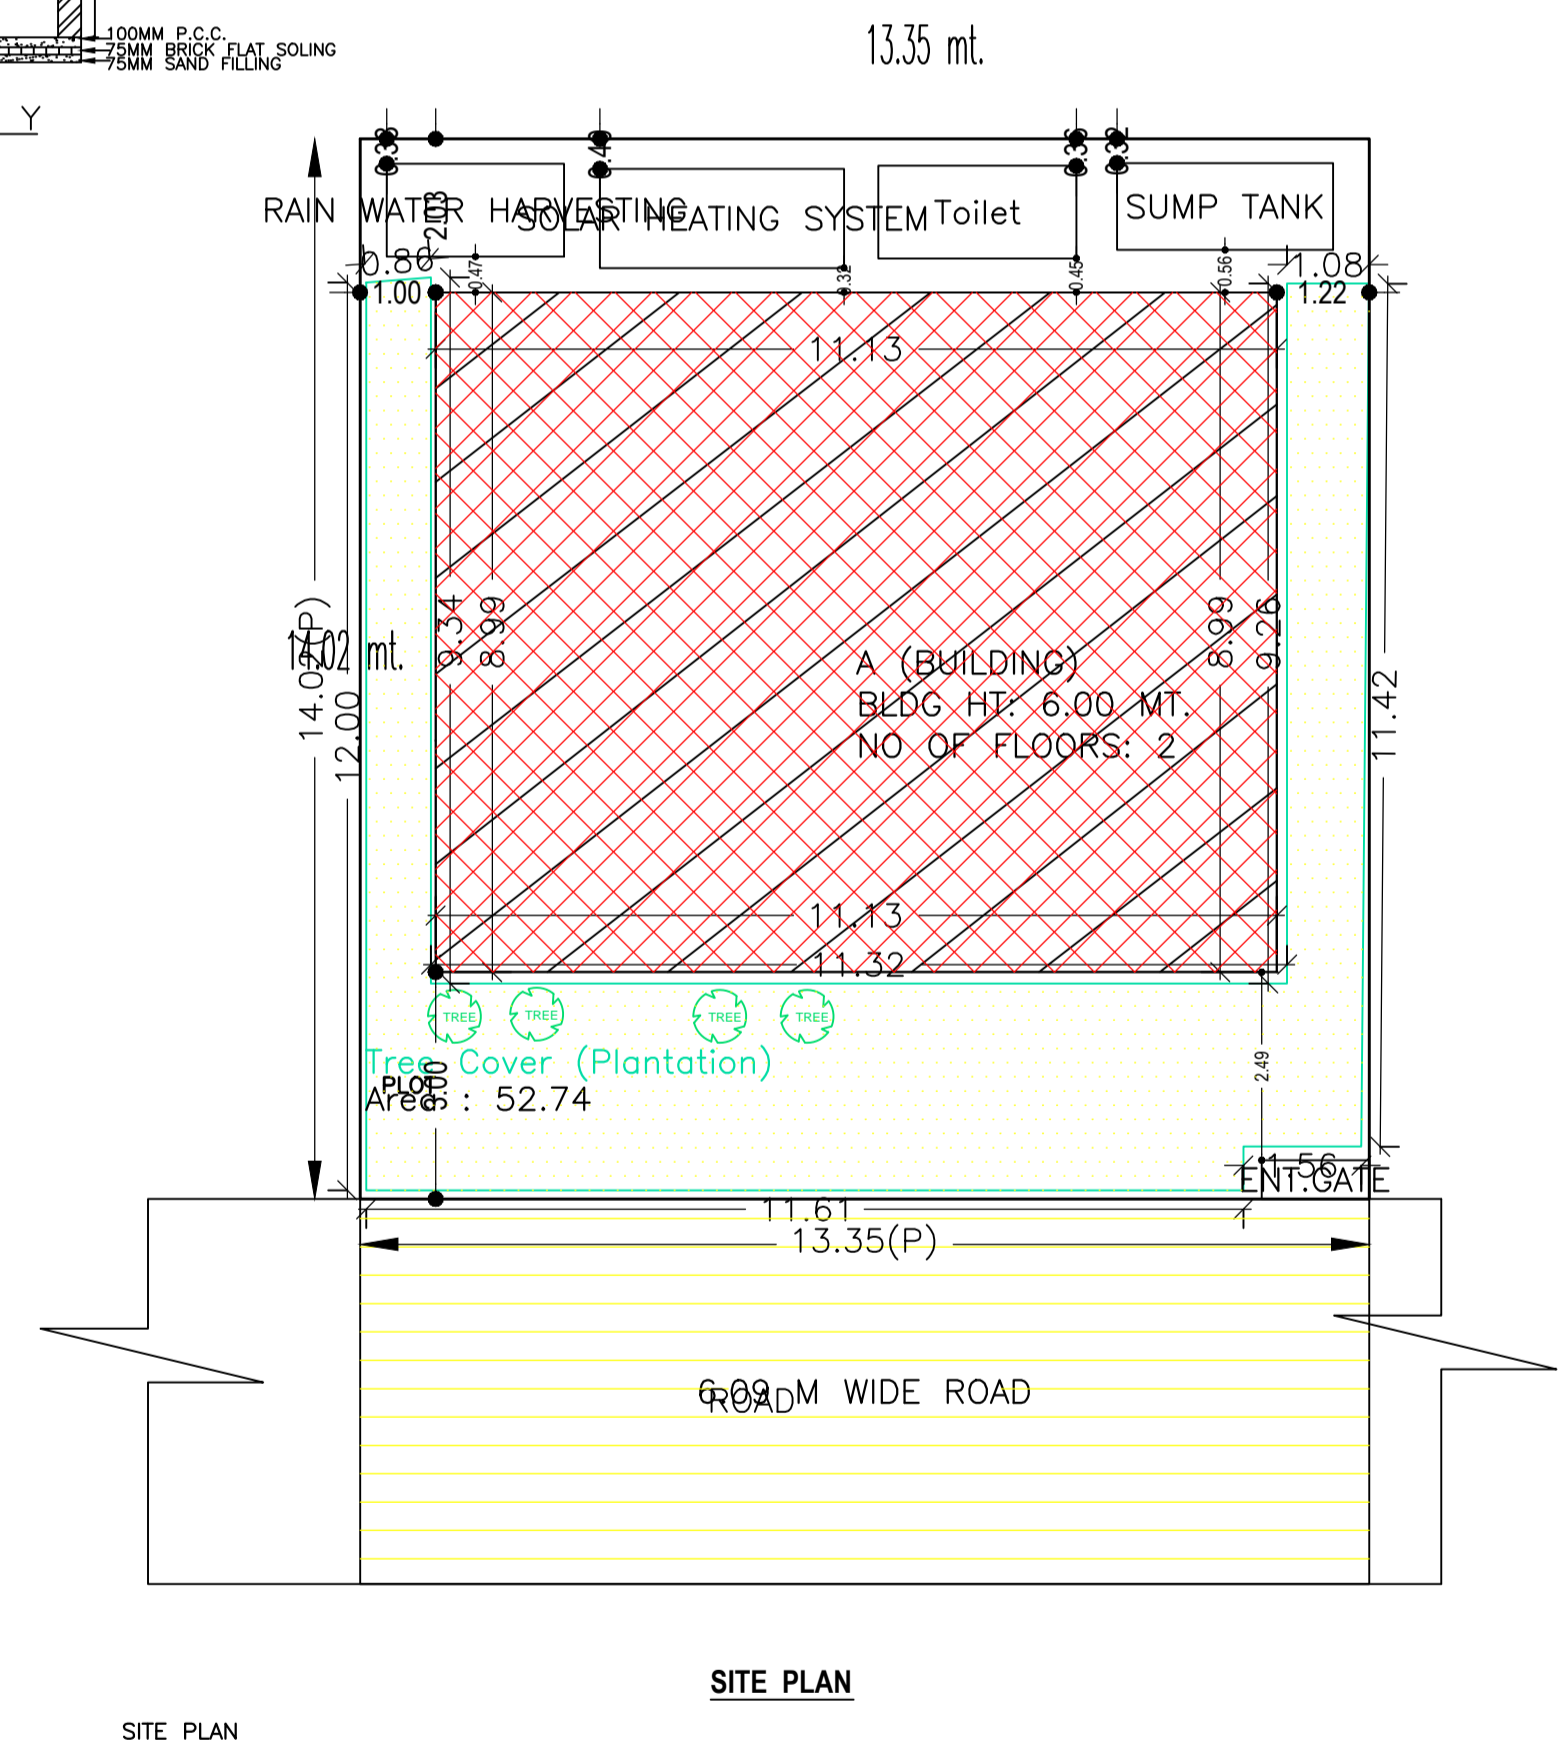 100MM P.C.C.
75MM BRICK FLAT SOLING
75MM SAND FILLING
Y
13.35 mt.
RAIN WATER HARVESTING
SOLAR HEATING SYSTEM
Toilet
SUMP TANK
2.03
0.47
0.32
0.45
0.56
0.86
1.08
1.00
1.22
11.13
14.02(P)
14.02 mt.
12.00
9.34
8.99
8.99
9.26
11.42
A (BUILDING)
BLDG HT: 6.00 MT.
NO OF FLOORS: 2
11.13
11.32
TREE
TREE
TREE
TREE
Tree Cover (Plantation)
PLOT
Area : 52.74
3.00
2.49
1.56
ENT.GATE
11.61
13.35(P)
6.09 M WIDE ROAD
ROAD
SITE PLAN
SITE PLAN